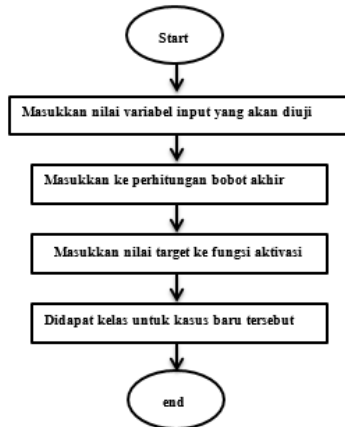 Start
Masukkan nilai variabel input yang akan diuji
Masukkan ke perhitungan bobot akhir
Masukkan nilai target ke fungsi aktivasi
Didapat kelas untuk kasus baru tersebut
end